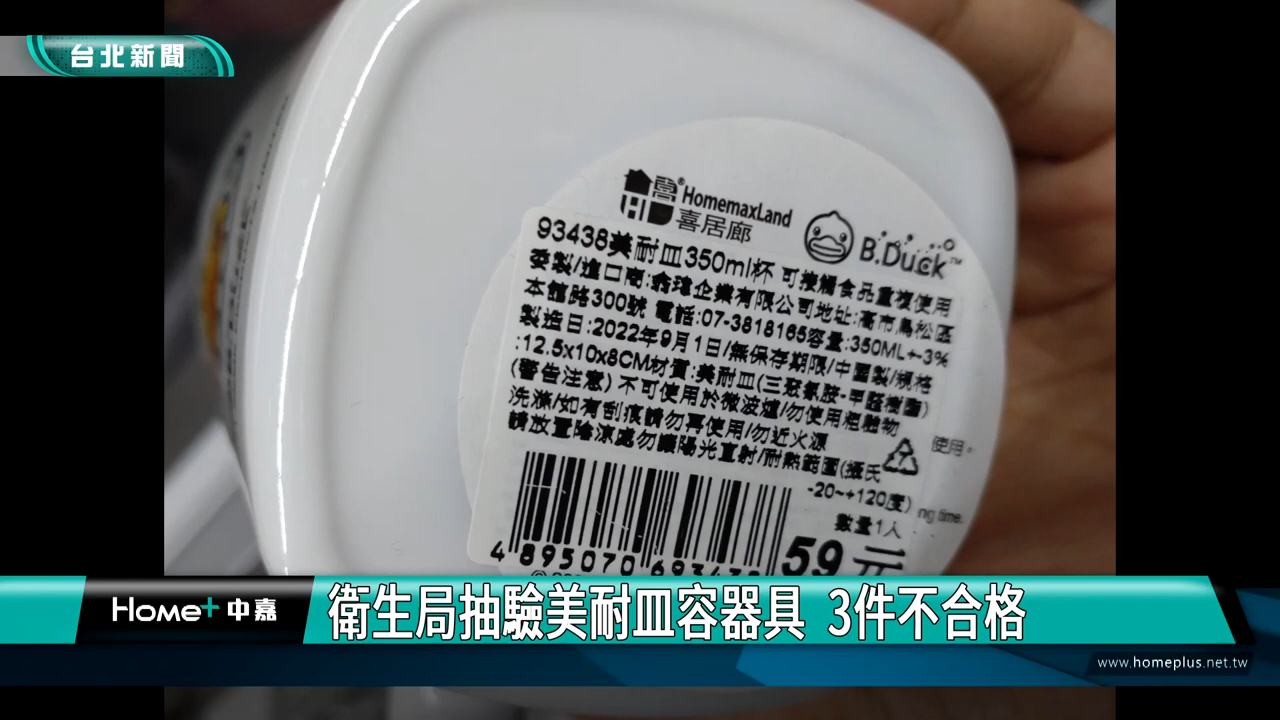 台北新聞
喜 ®
HomemaxLand
喜居廊
B.Duck™
93438美耐皿350ml杯 可接觸食品重複使用
委製/進口商:犇瑋企業有限公司地址:高市鳥松區
本館路300號 電話:07-3818165容量:350ML+-3%
製造日:2022年9月1日/無保存期限/中國製/規格
:12.5x10x8CM材質:美耐皿(三聚氰胺-甲醛樹脂)
(警告注意) 不可使用於微波爐/勿使用粗糙物
洗滌/如有刮痕請勿再使用/勿近火源
請放置陰涼處勿讓陽光直射/耐熱範圍(攝氏
-20~+120度)
使用。
ng time.
數量1入
4 895070
59元
Home+ 中嘉
衛生局抽驗美耐皿容器具 3件不合格
www.homeplus.net.tw